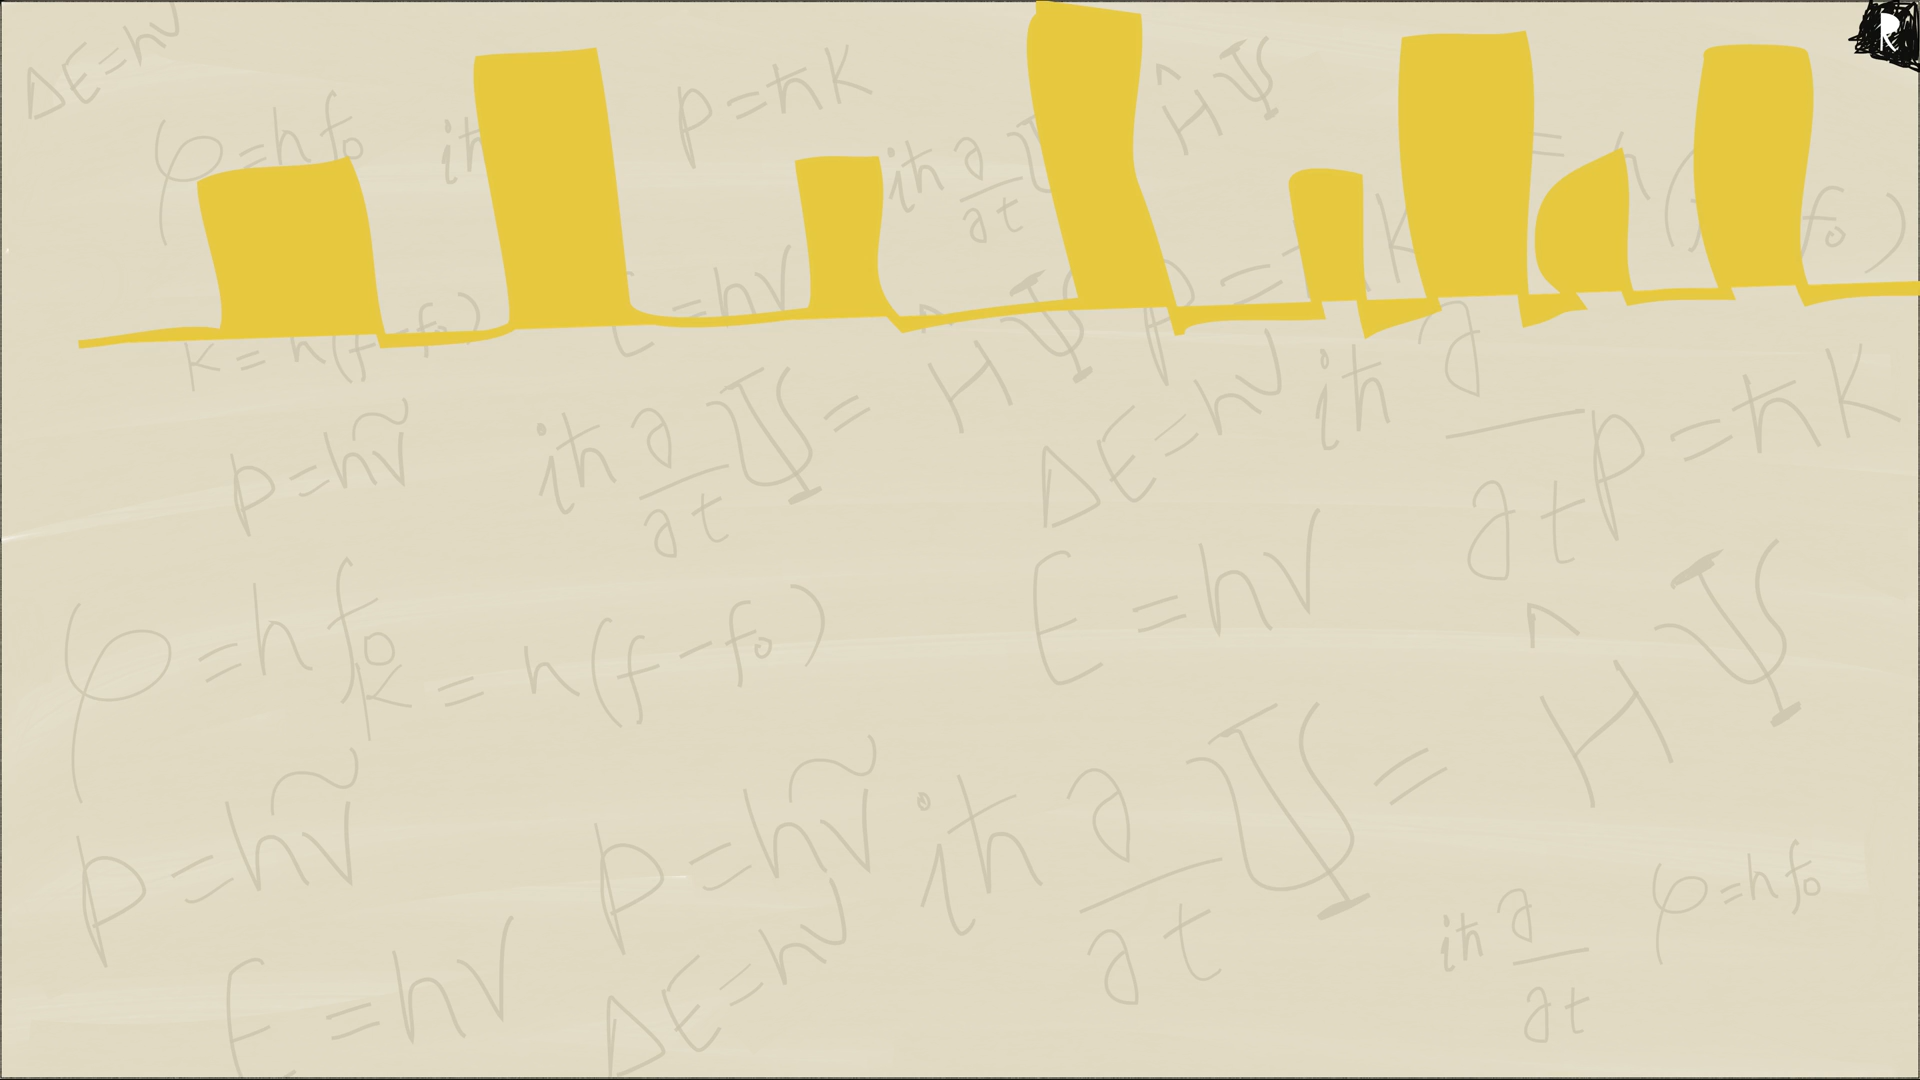 ΔE=hν
φ=hf₀
iħ
p=ħk
iħ ∂/∂t
Ĥ Ψ
k=h(f-f₀)
E=hν
p=hν̃
iħ ∂/∂t Ψ = Ĥ Ψ
ΔE=hν
iħ ∂/∂t
p=ħk
φ=hf₀
k=h(f-f₀)
E=hν
p=hν̃
p=hν̃
iħ ∂/∂t Ψ = Ĥ Ψ
E=hν
ΔE=hν
iħ ∂/∂t
φ=hf₀
R